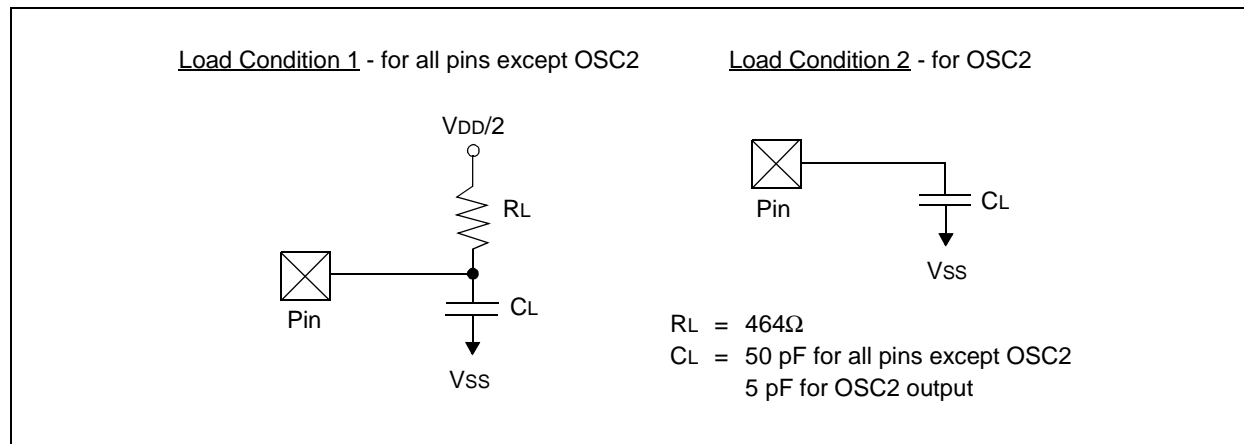 Load Condition 1 - for all pins except OSC2
VDD/2
RL
Pin
CL
VSS
Load Condition 2 - for OSC2
Pin
CL
VSS
RL = 464Ω
CL = 50 pF for all pins except OSC2
5 pF for OSC2 output